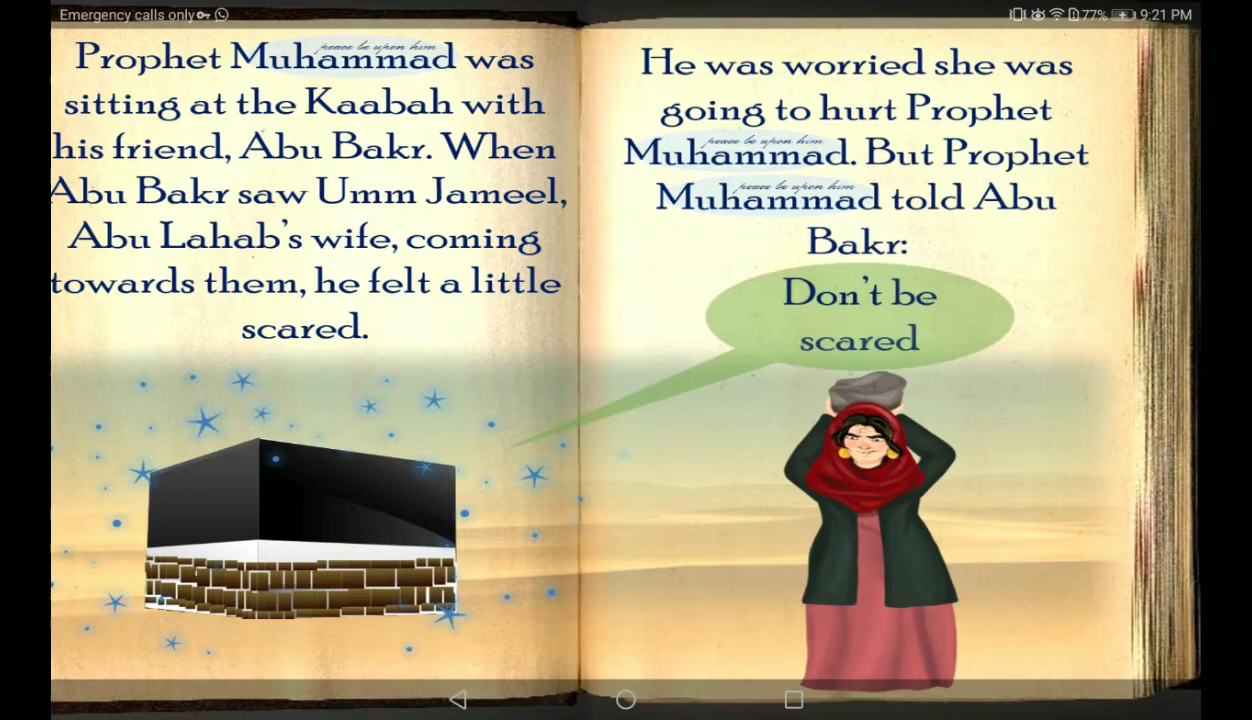 Emergency calls only
77% 9:21 PM
Prophet Muhammad peace be upon him was
sitting at the Kaabah with
his friend, Abu Bakr. When
Abu Bakr saw Umm Jameel,
Abu Lahab's wife, coming
towards them, he felt a little
scared.
He was worried she was
going to hurt Prophet
Muhammad peace be upon him. But Prophet
Muhammad peace be upon him told Abu
Bakr:
Don't be
scared